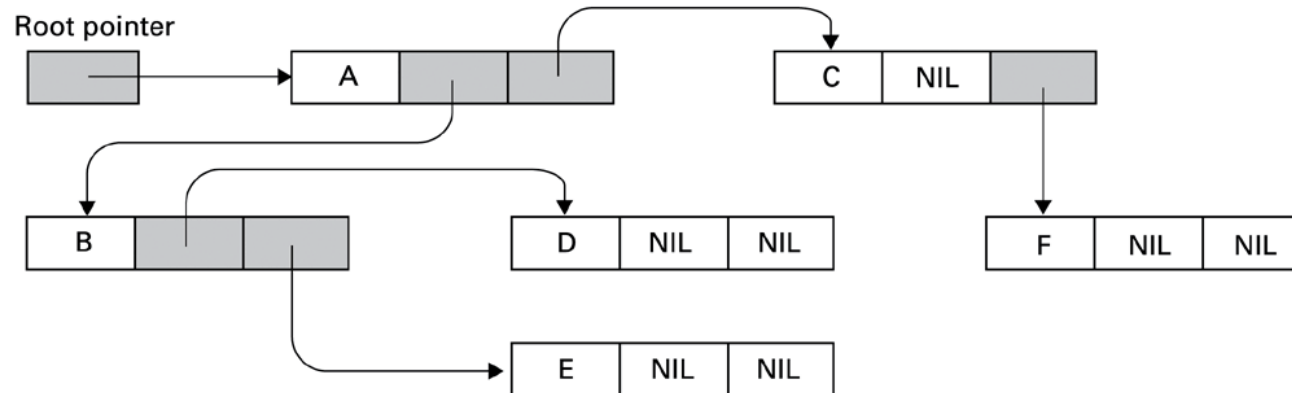 Root pointer
A
C NIL
B
D NIL NIL
F NIL NIL
E NIL NIL